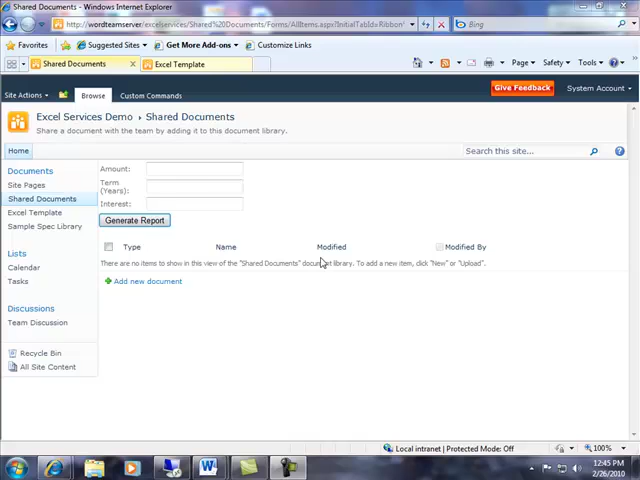 Shared Documents - Windows Internet Explorer
http://wordteamserver/excelservices/Shared%20Documents/Forms/AllItems.aspx?InitialTabId=Ribbon
Bing
Favorites Suggested Sites Get More Add-ons Customize Links
Shared Documents Excel Template
Page Safety Tools
Site Actions Browse Custom Commands Give Feedback System Account
Excel Services Demo Shared Documents
Share a document with the team by adding it to this document library.
Home Search this site...
Documents
Site Pages
Shared Documents
Excel Template
Sample Spec Library
Lists
Calendar
Tasks
Discussions
Team Discussion
Recycle Bin
All Site Content
Amount:
Term
(Years):
Interest:
Generate Report
Type Name Modified Modified By
There are no items to show in this view of the "Shared Documents" document library. To add a new item, click "New" or "Upload".
Add new document
Local intranet | Protected Mode: Off 100%
12:45 PM
2/26/2010